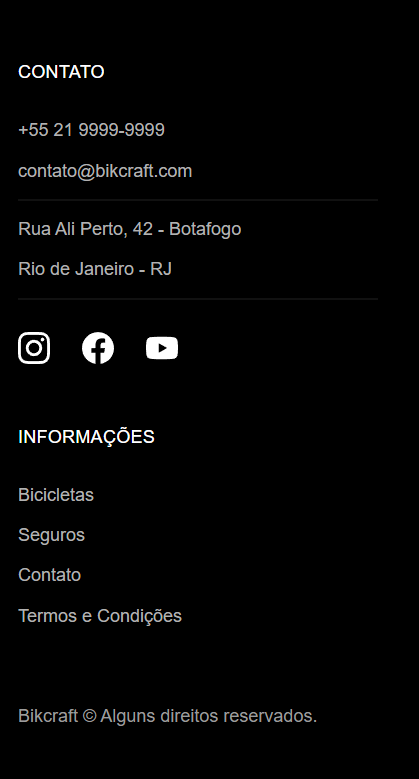 CONTATO
+55 21 9999-9999
contato@bikcraft.com
Rua Ali Perto, 42 - Botafogo
Rio de Janeiro - RJ
INFORMAÇÕES
Bicicletas
Seguros
Contato
Termos e Condições
Bikcraft © Alguns direitos reservados.